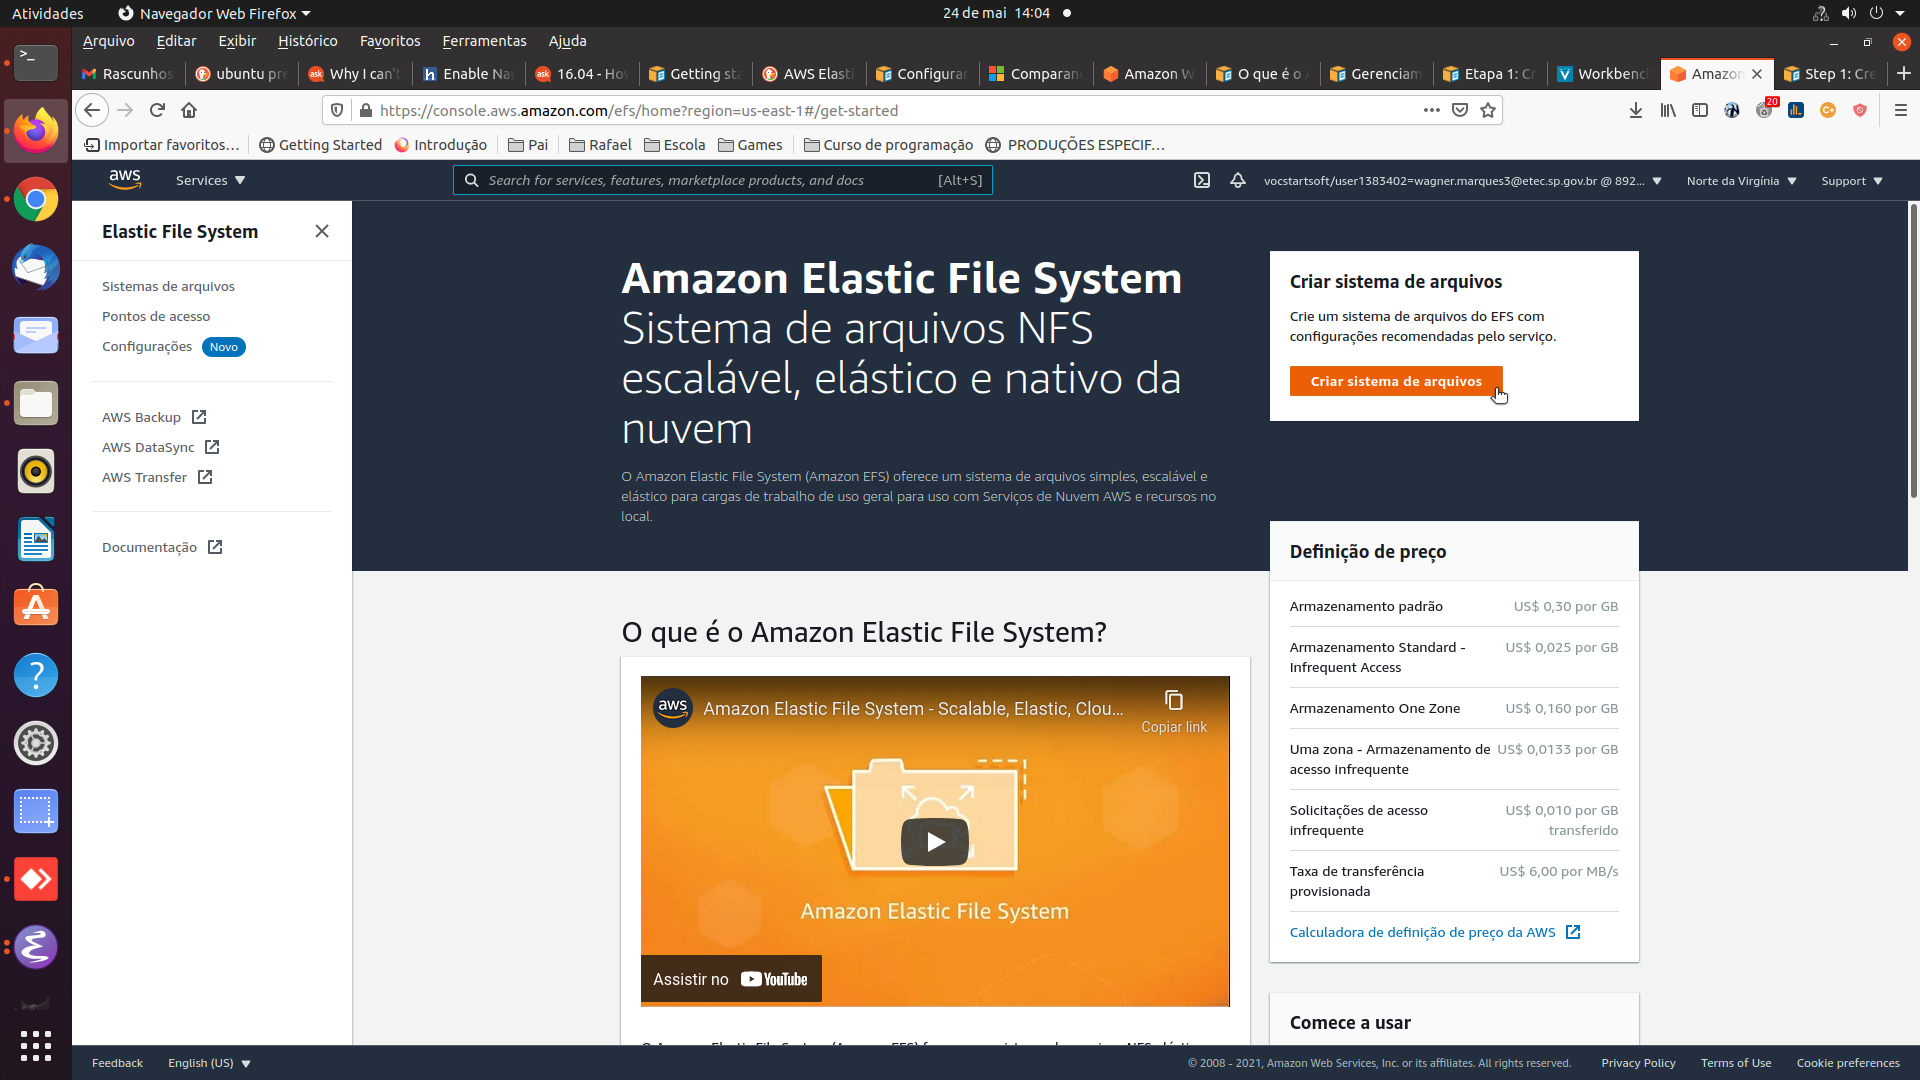 Atividades
Navegador Web Firefox
24 de mai 14:04
Arquivo
Editar
Exibir
Histórico
Favoritos
Ferramentas
Ajuda
Rascunhos
ubuntu pr
Why I can't
Enable Na
16.04 - Ho
Getting st
AWS Elasti
Configurar
Comparan
Amazon W
O que é o
Gerenciam
Etapa 1: Cr
Workbenc
Amazon
Step 1: Cre
https://console.aws.amazon.com/efs/home?region=us-east-1#/get-started
20
Importar favoritos...
Getting Started
Introdução
Pai
Rafael
Escola
Games
Curso de programação
PRODUÇÕES ESPECIF...
aws
Services
Search for services, features, marketplace products, and docs
[Alt+S]
vocstartsoft/user1383402=wagner.marques3@etec.sp.gov.br @ 892...
Norte da Virgínia
Support
Elastic File System
Sistemas de arquivos
Pontos de acesso
Configurações
Novo
AWS Backup
AWS DataSync
AWS Transfer
Documentação
Amazon Elastic File System
Sistema de arquivos NFS
escalável, elástico e nativo da
nuvem
O Amazon Elastic File System (Amazon EFS) oferece um sistema de arquivos simples, escalável e
elástico para cargas de trabalho de uso geral para uso com Serviços de Nuvem AWS e recursos no
local.
Criar sistema de arquivos
Crie um sistema de arquivos do EFS com
configurações recomendadas pelo serviço.
Criar sistema de arquivos
Definição de preço
Armazenamento padrão
US$ 0,30 por GB
Armazenamento Standard -
Infrequent Access
US$ 0,025 por GB
Armazenamento One Zone
US$ 0,160 por GB
Uma zona - Armazenamento de
acesso infrequente
US$ 0,0133 por GB
Solicitações de acesso
infrequente
US$ 0,010 por GB
transferido
Taxa de transferência
provisionada
US$ 6,00 por MB/s
Calculadora de definição de preço da AWS
O que é o Amazon Elastic File System?
aws
Amazon Elastic File System - Scalable, Elastic, Clou...
Copiar link
Amazon Elastic File System
Assistir no YouTube
Comece a usar
Feedback
English (US)
© 2008 - 2021, Amazon Web Services, Inc. or its affiliates. All rights reserved.
Privacy Policy
Terms of Use
Cookie preferences